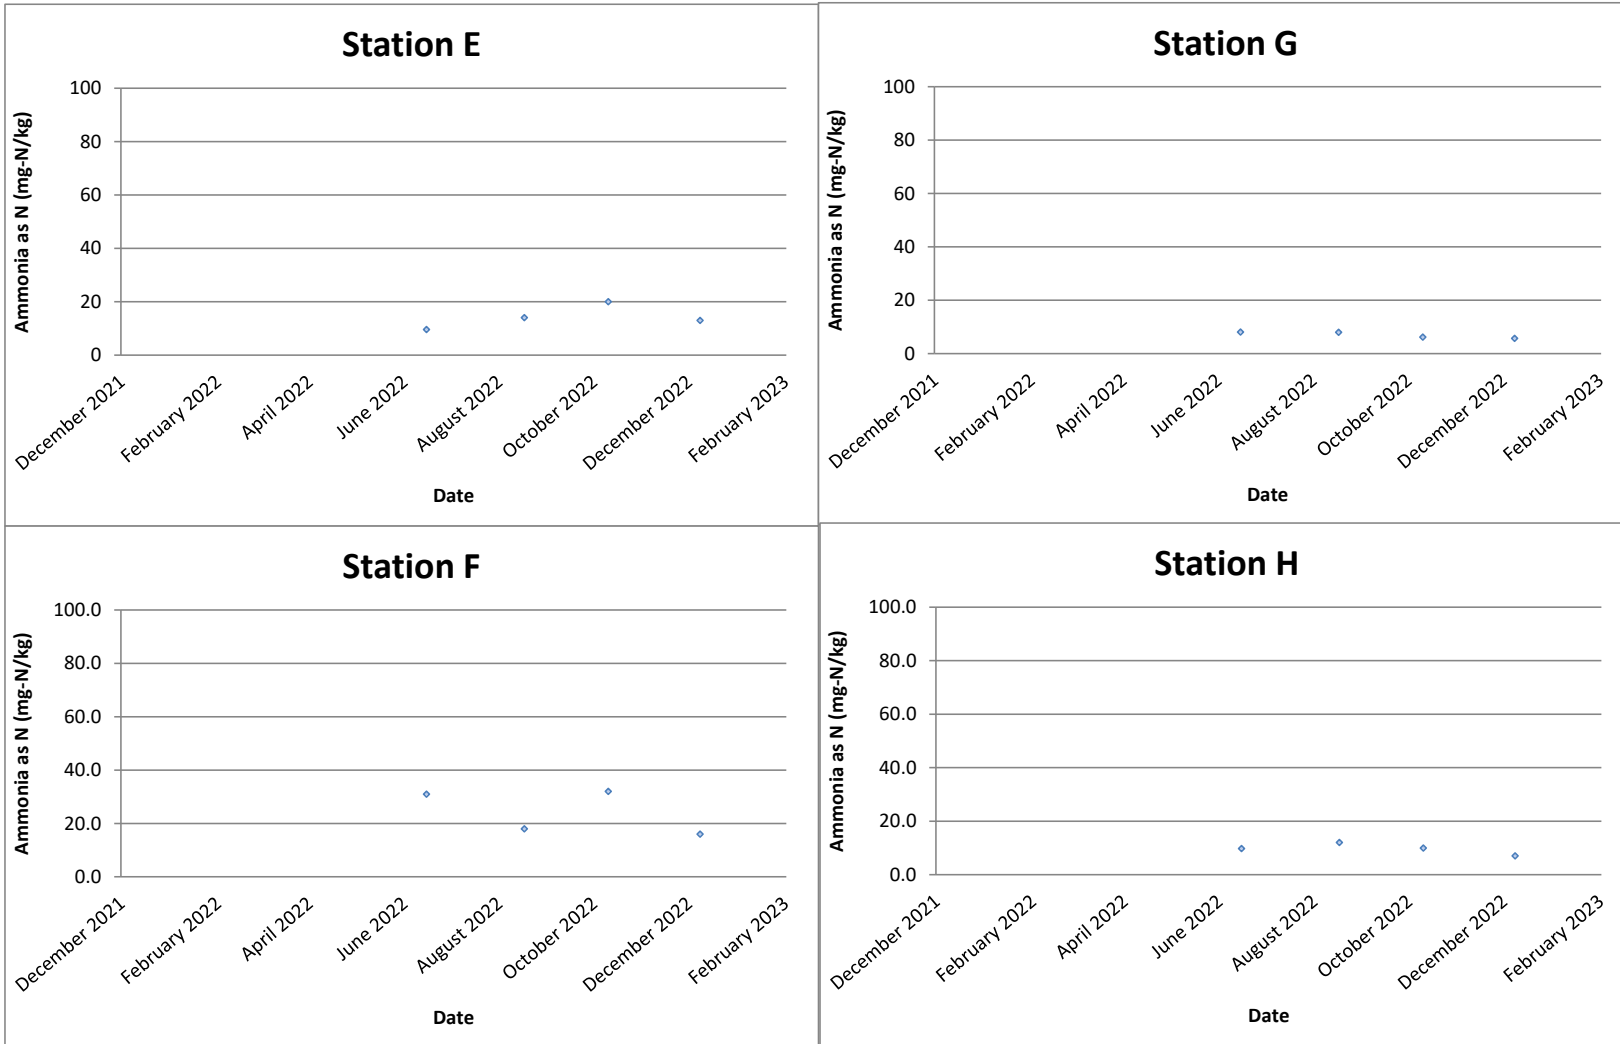 Station E
Ammonia as N (mg-N/kg)
100
80
60
40
20
0
December 2021
February 2022
April 2022
June 2022
August 2022
October 2022
December 2022
February 2023
Date
Station G
Ammonia as N (mg-N/kg)
100
80
60
40
20
0
December 2021
February 2022
April 2022
June 2022
August 2022
October 2022
December 2022
February 2023
Date
Station F
Ammonia as N (mg-N/kg)
100.0
80.0
60.0
40.0
20.0
0.0
December 2021
February 2022
April 2022
June 2022
August 2022
October 2022
December 2022
February 2023
Date
Station H
Ammonia as N (mg-N/kg)
100.0
80.0
60.0
40.0
20.0
0.0
December 2021
February 2022
April 2022
June 2022
August 2022
October 2022
December 2022
February 2023
Date